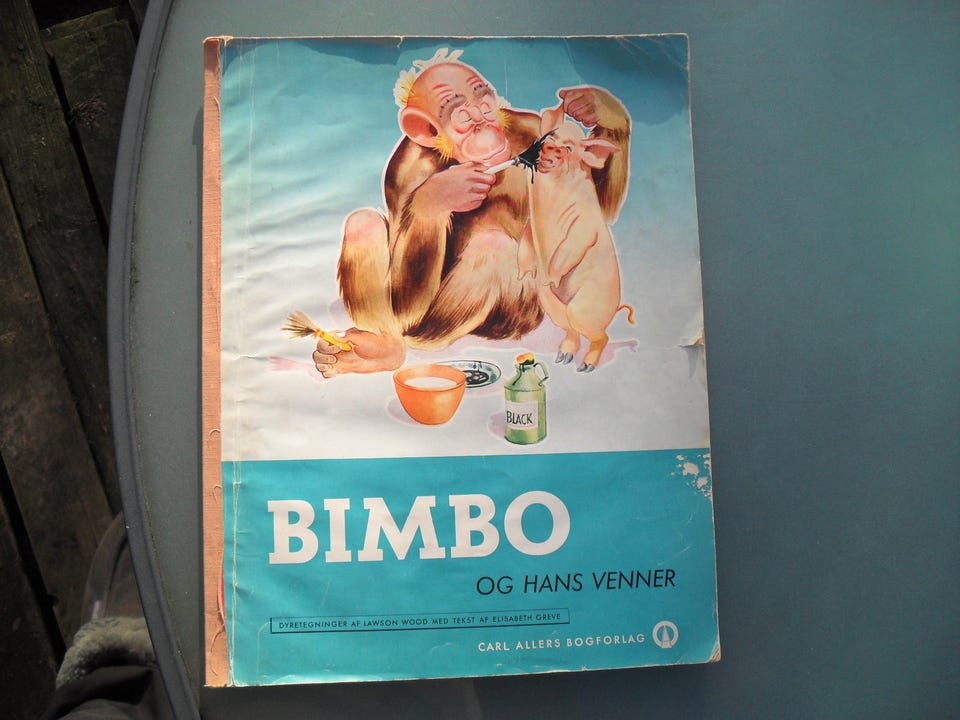 BLACK
BIMBO
OG HANS VENNER
DYRETEGNINGER AF LAWSON WOOD MED TEKST AF ELISABETH GREVE
CARL ALLERS BOGFORLAG